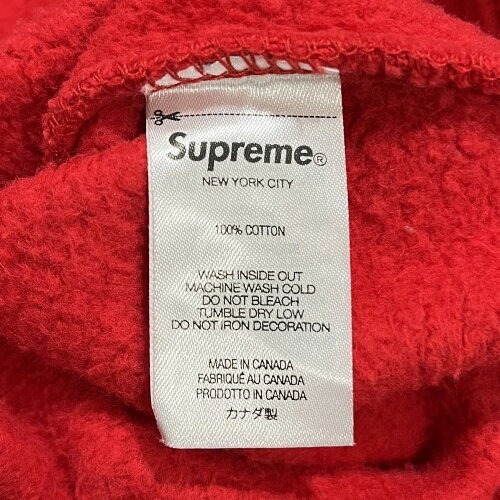 Supreme®
NEW YORK CITY
100% COTTON
WASH INSIDE OUT
MACHINE WASH COLD
DO NOT BLEACH
TUMBLE DRY LOW
DO NOT IRON DECORATION
MADE IN CANADA
FABRIQUÉ AU CANADA
PRODOTTO IN CANADA
カナダ製